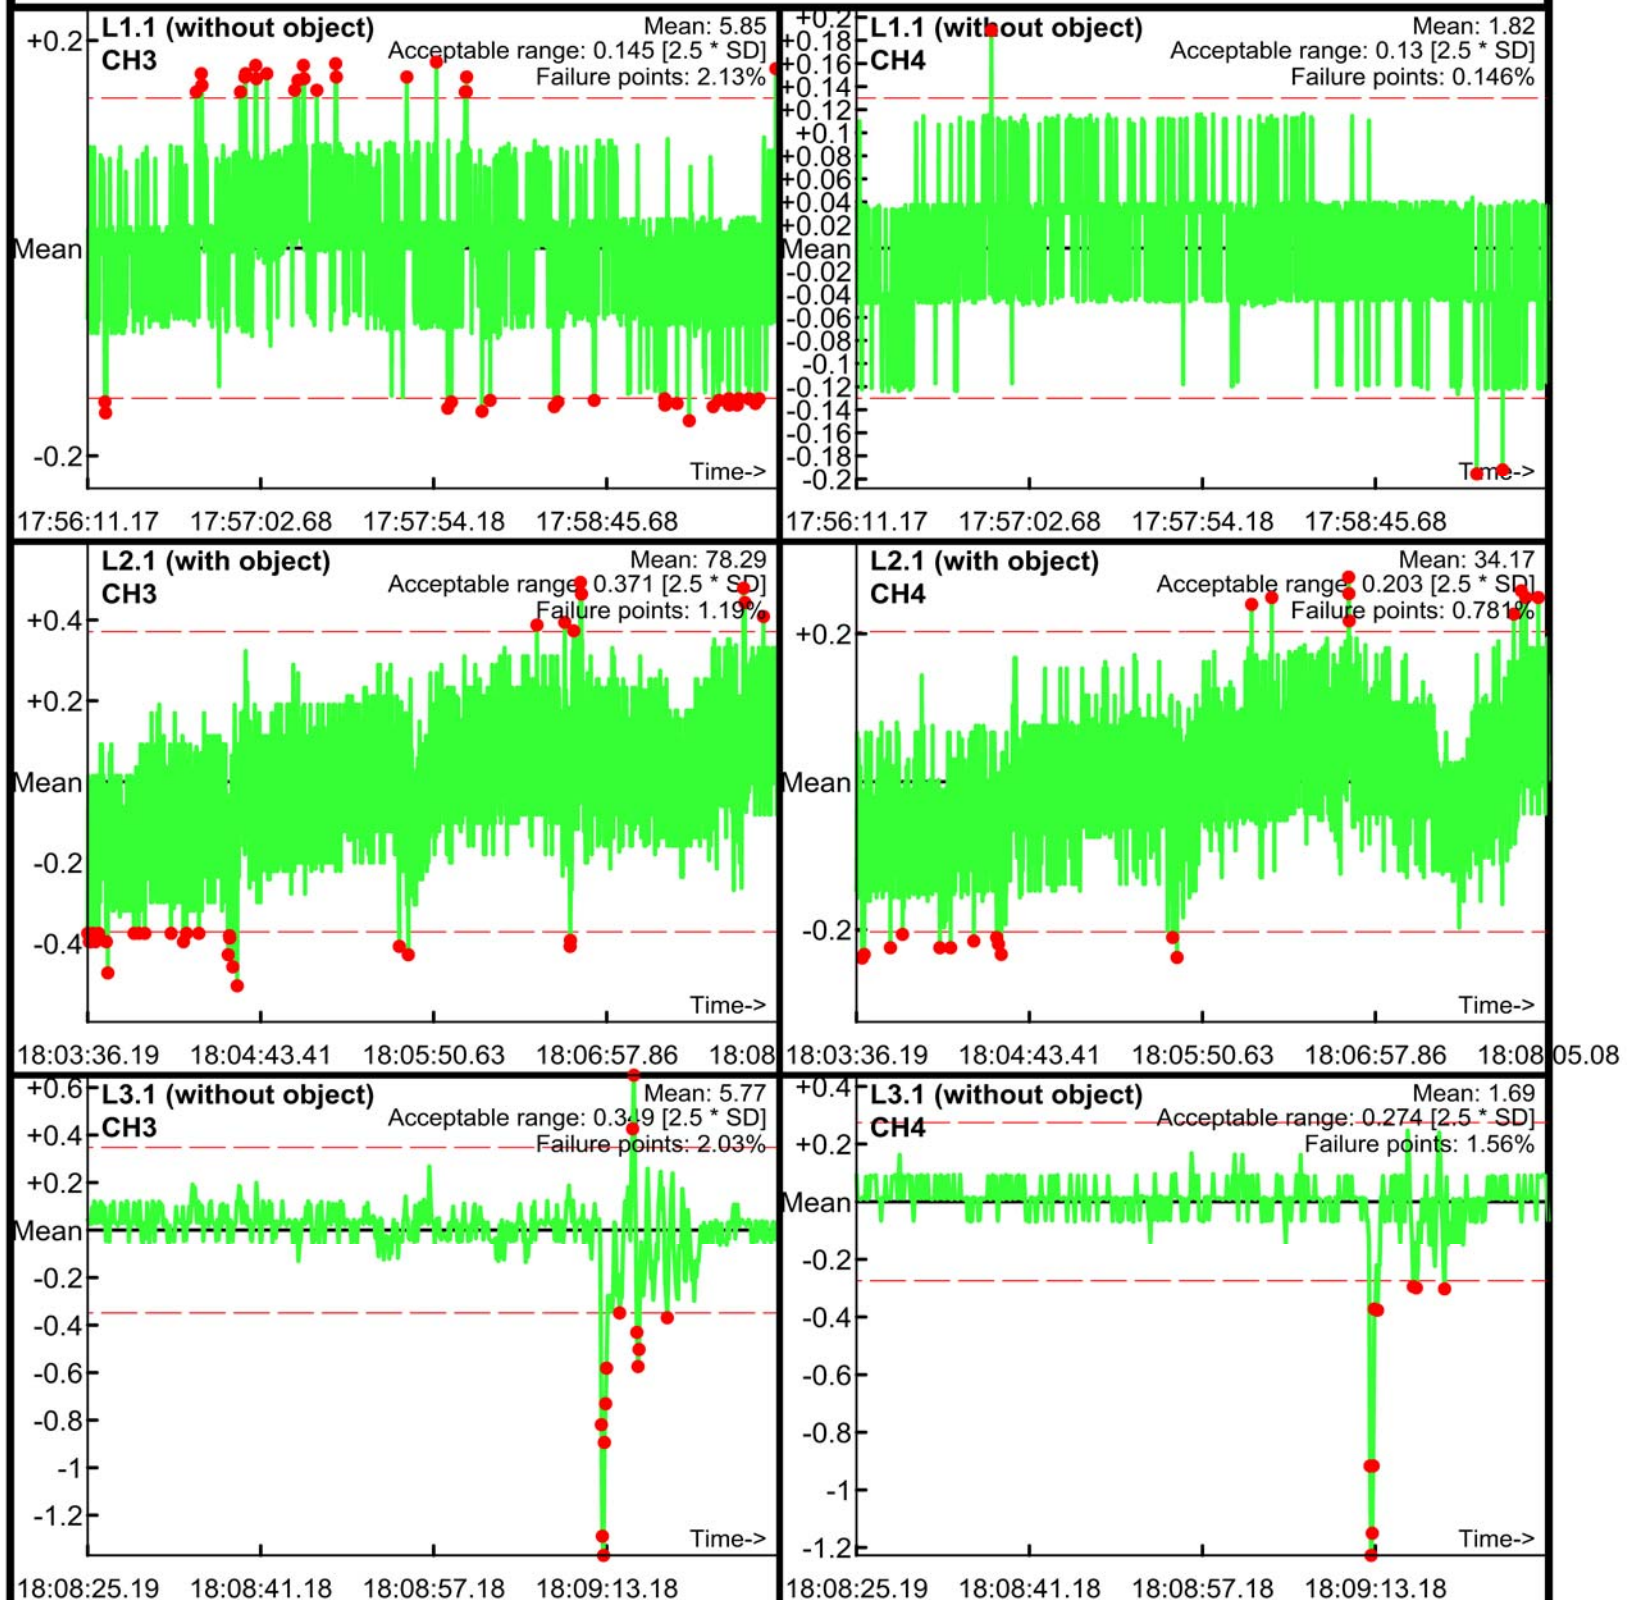 L1.1 (without object)
CH3
Mean: 5.85
Acceptable range: 0.145 [2.5 * SD]
Failure points: 2.13%
+0.2
Mean
-0.2
Time->
17:56:11.17 17:57:02.68 17:57:54.18 17:58:45.68
L1.1 (without object)
CH4
Mean: 1.82
Acceptable range: 0.13 [2.5 * SD]
Failure points: 0.146%
+0.2
+0.18
+0.16
+0.14
+0.12
+0.1
+0.08
+0.06
+0.04
+0.02
Mean
-0.02
-0.04
-0.06
-0.08
-0.1
-0.12
-0.14
-0.16
-0.18
-0.2
Time->
17:56:11.17 17:57:02.68 17:57:54.18 17:58:45.68
L2.1 (with object)
CH3
Mean: 78.29
Acceptable range: 0.371 [2.5 * SD]
Failure points: 1.19%
+0.4
+0.2
Mean
-0.2
-0.4
Time->
18:03:36.19 18:04:43.41 18:05:50.63 18:06:57.86 18:08
L2.1 (with object)
CH4
Mean: 34.17
Acceptable range: 0.203 [2.5 * SD]
Failure points: 0.781%
+0.2
Mean
-0.2
Time->
18:03:36.19 18:04:43.41 18:05:50.63 18:06:57.86 18:08:05.08
L3.1 (without object)
CH3
Mean: 5.77
Acceptable range: 0.349 [2.5 * SD]
Failure points: 2.03%
+0.6
+0.4
+0.2
Mean
-0.2
-0.4
-0.6
-0.8
-1
-1.2
Time->
18:08:25.19 18:08:41.18 18:08:57.18 18:09:13.18
L3.1 (without object)
CH4
Mean: 1.69
Acceptable range: 0.274 [2.5 * SD]
Failure points: 1.56%
+0.4
+0.2
Mean
-0.2
-0.4
-0.6
-0.8
-1
-1.2
Time->
18:08:25.19 18:08:41.18 18:08:57.18 18:09:13.18